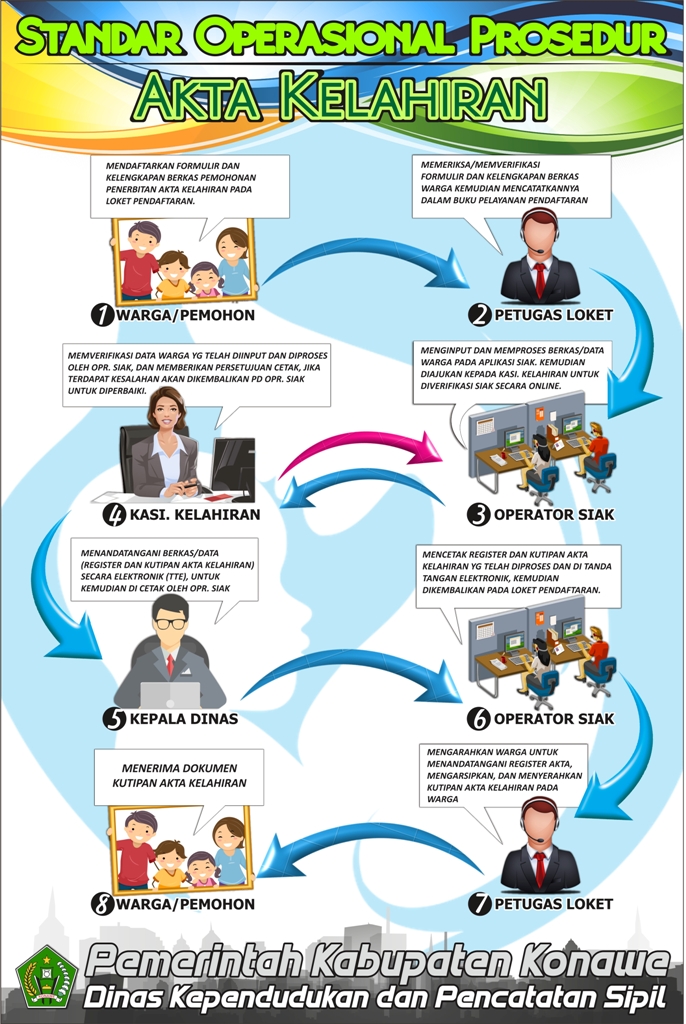 STANDAR OPERASIONAL PROSEDUR
AKTA KELAHIRAN
MENDAFTARKAN FORMULIR DAN
KELENGKAPAN BERKAS PEMOHONAN
PENERBITAN AKTA KELAHIRAN PADA
LOKET PENDAFTARAN.
1 WARGA/PEMOHON
MEMERIKSA/MEMVERIFIKASI
FORMULIR DAN KELENGKAPAN BERKAS
WARGA KEMUDIAN MENCATATKANNYA
DALAM BUKU PELAYANAN PENDAFTARAN
2 PETUGAS LOKET
MENGINPUT DAN MEMPROSES BERKAS/DATA
WARGA PADA APLIKASI SIAK. KEMUDIAN
DIAJUKAN KEPADA KASI. KELAHIRAN UNTUK
DIVERIFIKASI SIAK SECARA ONLINE.
3 OPERATOR SIAK
MEMVERIFIKASI DATA WARGA YG TELAH DIINPUT DAN DIPROSES
OLEH OPR. SIAK, DAN MEMBERIKAN PERSETUJUAN CETAK, JIKA
TERDAPAT KESALAHAN AKAN DIKEMBALIKAN PD OPR. SIAK
UNTUK DIPERBAIKI.
4 KASI. KELAHIRAN
MENANDATANGANI BERKAS/DATA
(REGISTER DAN KUTIPAN AKTA KELAHIRAN)
SECARA ELEKTRONIK (TTE), UNTUK
KEMUDIAN DI CETAK OLEH OPR. SIAK
5 KEPALA DINAS
MENCETAK REGISTER DAN KUTIPAN AKTA
KELAHIRAN YG TELAH DIPROSES DAN DI TANDA
TANGAN ELEKTRONIK, KEMUDIAN
DIKEMBALIKAN PADA LOKET PENDAFTARAN.
6 OPERATOR SIAK
MENGARAHKAN WARGA UNTUK
MENANDATANGANI REGISTER AKTA,
MENGARSIPKAN, DAN MENYERAHKAN
KUTIPAN AKTA KELAHIRAN PADA
WARGA
7 PETUGAS LOKET
MENERIMA DOKUMEN
KUTIPAN AKTA KELAHIRAN
8 WARGA/PEMOHON
Pemerintah Kabupaten Konawe
Dinas Kependudukan dan Pencatatan Sipil